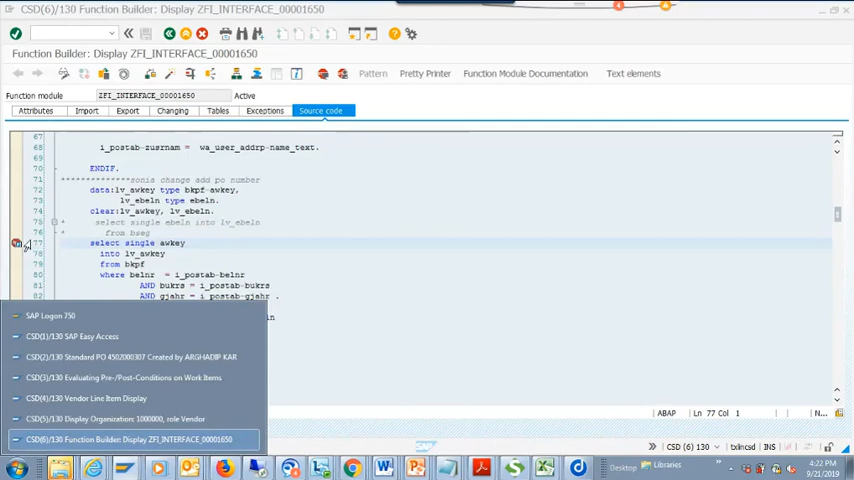 CSD(6)/130 Function Builder: Display ZFI_INTERFACE_00001650
Function Builder: Display ZFI_INTERFACE_00001650
Pattern Pretty Printer Function Module Documentation Text elements
Function module ZFI_INTERFACE_00001650 Active
Attributes Import Export Changing Tables Exceptions Source code
67
68 i_postab-zusrnam = wa_user_addrp-name_text.
69
70 ENDIF.
71 *************sonia change add po number
72 data:lv_awkey type bkpf-awkey,
73 lv_ebeln type ebeln.
74 clear:lv_awkey, lv_ebeln.
75 * select single ebeln into lv_ebeln
76 * from bseg
77 select single awkey
78 into lv_awkey
79 from bkpf
80 where belnr = i_postab-belnr
81 AND bukrs = i_postab-bukrs
82 AND gjahr = i_postab-gjahr .
SAP Logon 750
CSD(1)/130 SAP Easy Access
CSD(2)/130 Standard PO 4502000307 Created by ARGHADIP KAR
CSD(3)/130 Evaluating Pre-/Post-Conditions on Work Items
CSD(4)/130 Vendor Line Item Display
CSD(5)/130 Display Organization: 1000000, role Vendor
CSD(6)/130 Function Builder: Display ZFI_INTERFACE_00001650
ABAP Ln 77 Col 1 N...
SAP
CSD (6) 130 txlncsd INS
Desktop Libraries
4:22 PM
9/21/2019